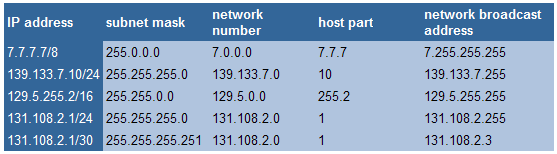 IP address subnet mask network number host part network broadcast address
7.7.7.7/8 255.0.0.0 7.0.0.0 7.7.7 7.255.255.255
139.133.7.10/24 255.255.255.0 139.133.7.0 10 139.133.7.255
129.5.255.2/16 255.255.0.0 129.5.0.0 255.2 129.5.255.255
131.108.2.1/24 255.255.255.0 131.108.2.0 1 131.108.2.255
131.108.2.1/30 255.255.255.251 131.108.2.0 1 131.108.2.3